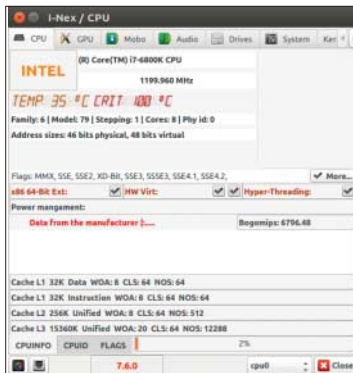 i-Nex / CPU
CPU GPU Mobo Audio Drives System Ker
INTEL
(R) Core(TM) i7-6800K CPU
1199.960 MHz
TEMP: 35 °C CRIT: 100 °C
Family: 6 | Model: 79 | Stepping: 1 | Cores: 8 | Phy id: 0
Address sizes: 46 bits physical, 48 bits virtual
Flags: MMX, SSE, SSE2, XD-Bit, SSE3, SSSE3, SSE4.1, SSE4.2,
More...
x86 64-Bit Ext: HW Virt: Hyper-Threading:
Power mangament:
Data from the manufacturer :.... Bogomips: 6796.48
Cache L1 32K Data WOA: 8 CLS: 64 NOS: 64
Cache L1 32K Instruction WOA: 8 CLS: 64 NOS: 64
Cache L2 256K Unified WOA: 8 CLS: 64 NOS: 512
Cache L3 15360K Unified WOA: 20 CLS: 64 NOS: 12288
CPUINFO CPUID FLAGS 2%
7.6.0 cpu0 Close